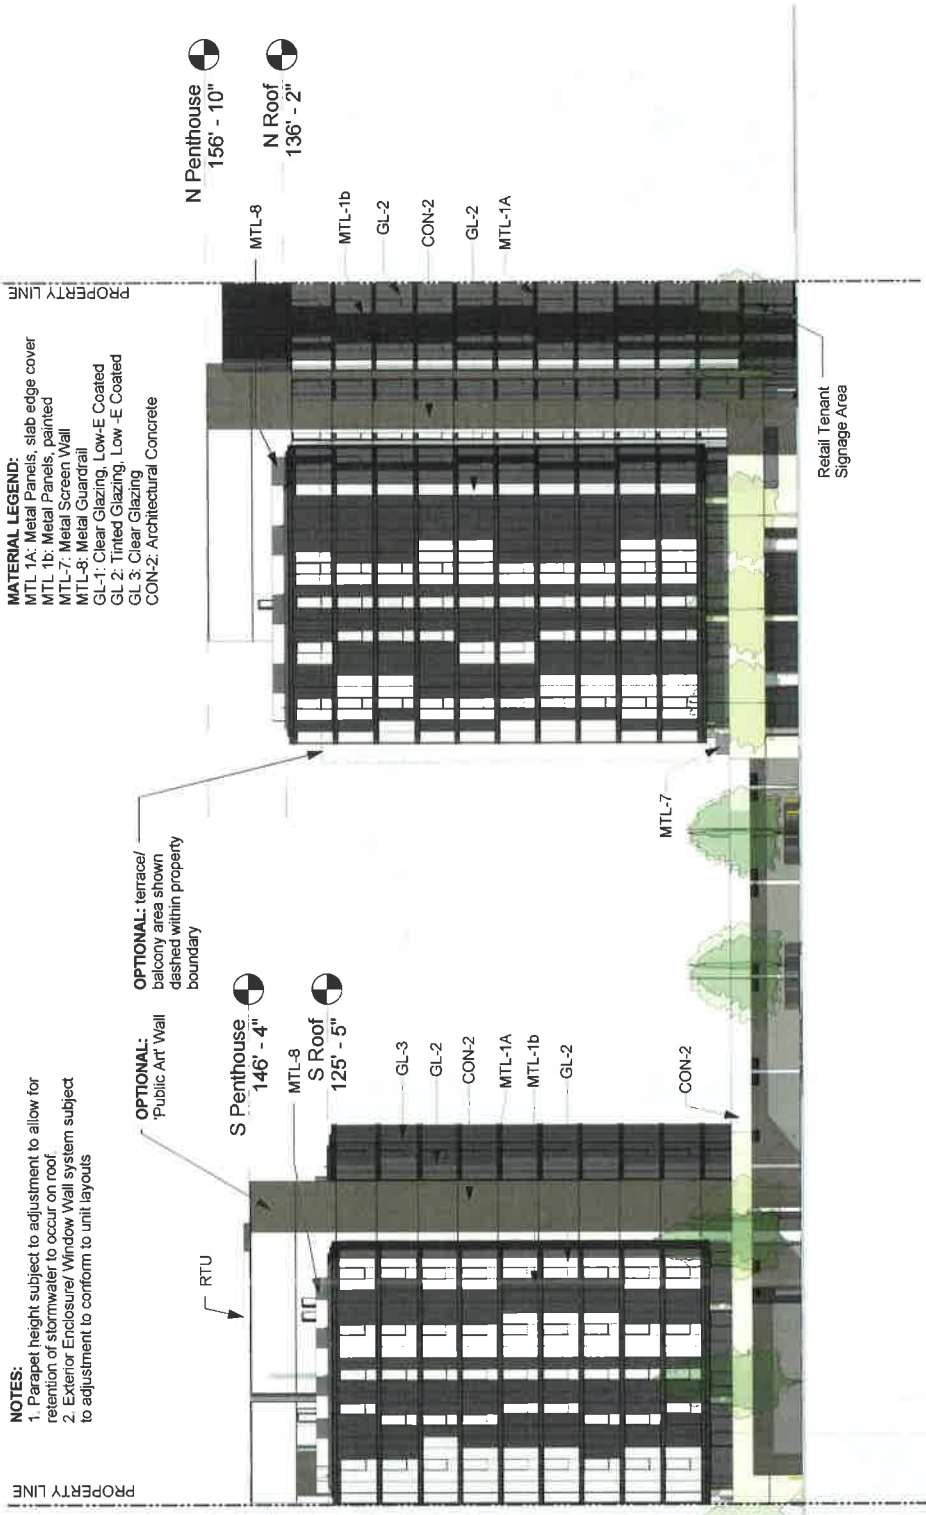 NOTES:
1. Parapet height subject to adjustment to allow for
retention of stormwater to occur on roof.
2. Exterior Enclosure/ Window Wall system subject
to adjustment to conform to unit layouts
MATERIAL LEGEND:
MTL 1A: Metal Panels, slab edge cover
MTL 1b: Metal Panels, painted
MTL-7: Metal Screen Wall
MTL-8: Metal Guardrail
GL-1: Clear Glazing, Low-E Coated
GL 2: Tinted Glazing, Low -E Coated
GL 3: Clear Glazing
CON-2: Architectural Concrete
PROPERTY LINE
PROPERTY LINE
OPTIONAL:
'Public Art' Wall
OPTIONAL: terrace/
balcony area shown
dashed within property
boundary
RTU
S Penthouse
146' - 4"
MTL-8
S Roof
125' - 5"
GL-3
GL-2
CON-2
MTL-1A
MTL-1b
GL-2
CON-2
N Penthouse
156' - 10"
MTL-8
N Roof
136' - 2"
MTL-1b
GL-2
CON-2
GL-2
MTL-1A
MTL-7
Retail Tenant
Signage Area